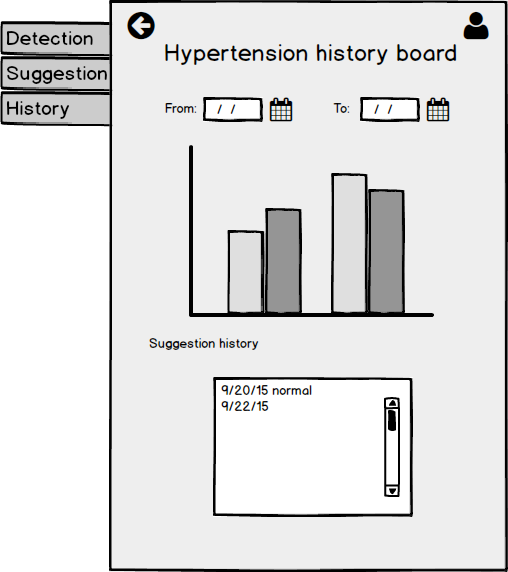 Detection
Suggestion
History
Hypertension history board
From: / / To: / /
Suggestion history
9/20/15 normal
9/22/15